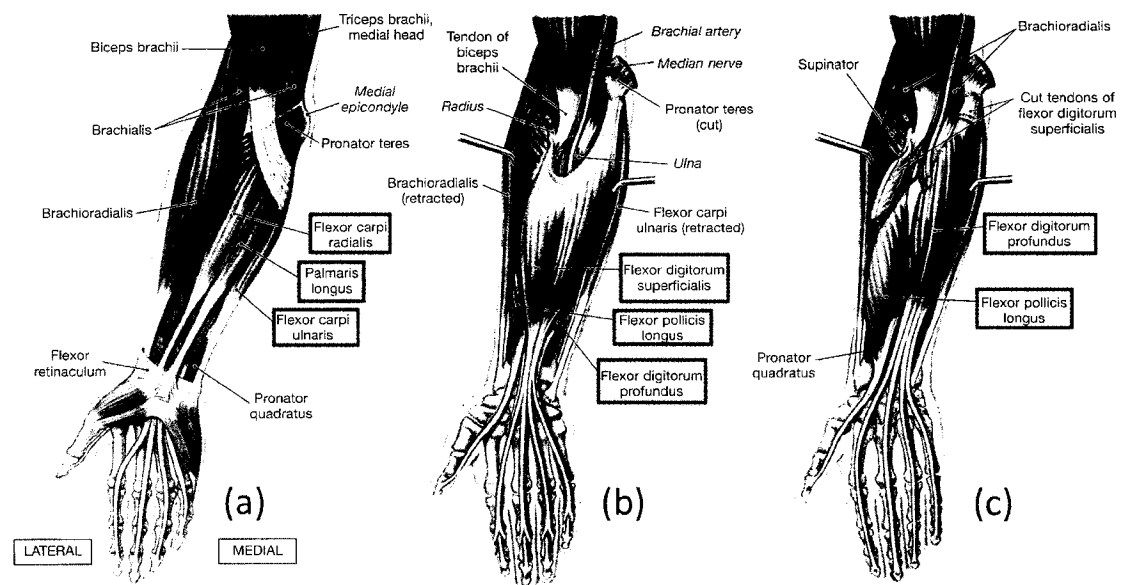 Biceps brachii
Triceps brachii,
medial head
Medial
epicondyle
Brachialis
Pronator teres
Brachioradialis
Flexor carpi
radialis
Palmaris
longus
Flexor carpi
ulnaris
Flexor
retinaculum
Pronator
quadratus
(a)
LATERAL
MEDIAL
Tendon of
biceps
brachii
Brachial artery
Median nerve
Radius
Pronator teres
(cut)
Ulna
Brachioradialis
(retracted)
Flexor carpi
ulnaris (retracted)
Flexor digitorum
superficialis
Flexor pollicis
longus
Flexor digitorum
profundus
(b)
Brachioradialis
Supinator
Cut tendons of
flexor digitorum
superficialis
Flexor digitorum
profundus
Flexor pollicis
longus
Pronator
quadratus
(c)